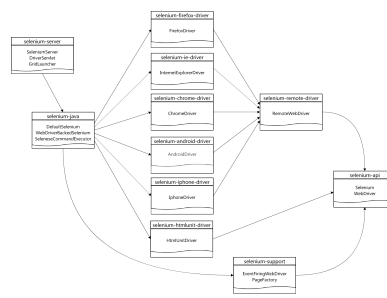 selenium-firefox-driver
FirefoxDriver
selenium-server
SeleniumServer
DriverServlet
GridLauncher
selenium-ie-driver
InternetExplorerDriver
selenium-chrome-driver
ChromeDriver
selenium-remote-driver
RemoteWebDriver
selenium-java
DefaultSelenium
WebDriverBackedSelenium
SeleneseCommandExecutor
selenium-android-driver
AndroidDriver
selenium-iphone-driver
IphoneDriver
selenium-api
Selenium
WebDriver
selenium-htmlunit-driver
HtmlUnitDriver
selenium-support
EventFiringWebDriver
PageFactory